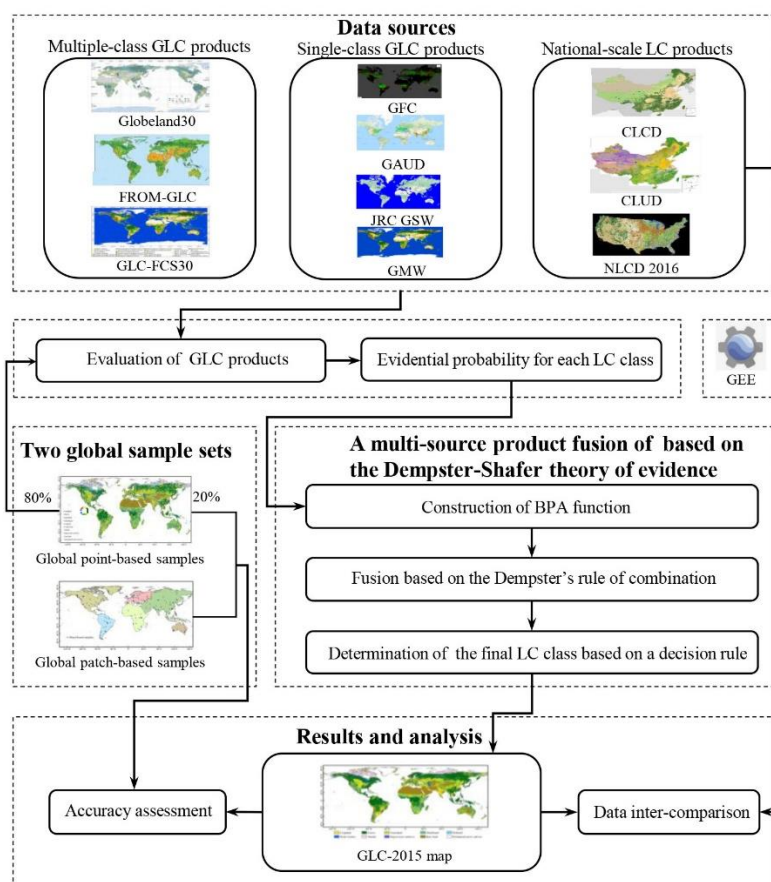 Data sources
Multiple-class GLC products
Single-class GLC products
National-scale LC products
Globeland30
FROM-GLC
GLC-FCS30
GFC
GAUD
JRC GSW
GMW
CLCD
CLUD
NLCD 2016
Evaluation of GLC products
Evidential probability for each LC class
GEE
Two global sample sets
80%
20%
Global point-based samples
Global patch-based samples
A multi-source product fusion of based on
the Dempster-Shafer theory of evidence
Construction of BPA function
Fusion based on the Dempster's rule of combination
Determination of the final LC class based on a decision rule
Results and analysis
Accuracy assessment
GLC-2015 map
Data inter-comparison